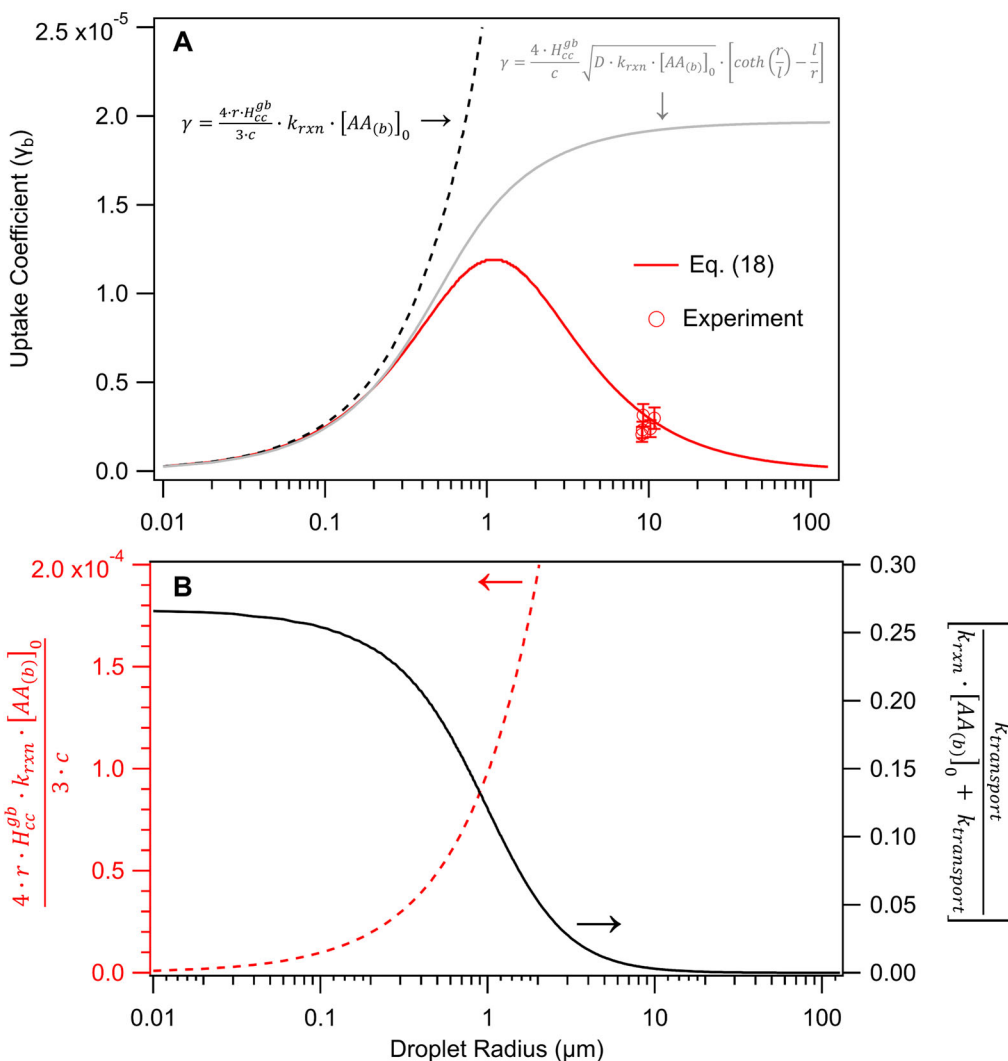 2.5 x10⁻⁵
A
γ = 4·H_cc^gb / c √(D · k_rxn · [AA_(b)]_0) · [coth (r/l) − l/r]
γ = 4·r·H_cc^gb / 3·c · k_rxn · [AA_(b)]_0 →
↓
2.0
1.5
1.0
0.5
0.0
Uptake Coefficient (γ_b)
Eq. (18)
Experiment
0.01 0.1 1 10 100
B
2.0 x10⁻⁴
1.5
1.0
0.5
0.0
4 · r · H_cc^gb · k_rxn · [AA_(b)]_0 / 3 · c
←
→
0.30
0.25
0.20
0.15
0.10
0.05
0.00
[k_transport / k_rxn · [AA_(b)]_0 + k_transport]
0.01 0.1 1 10 100
Droplet Radius (µm)